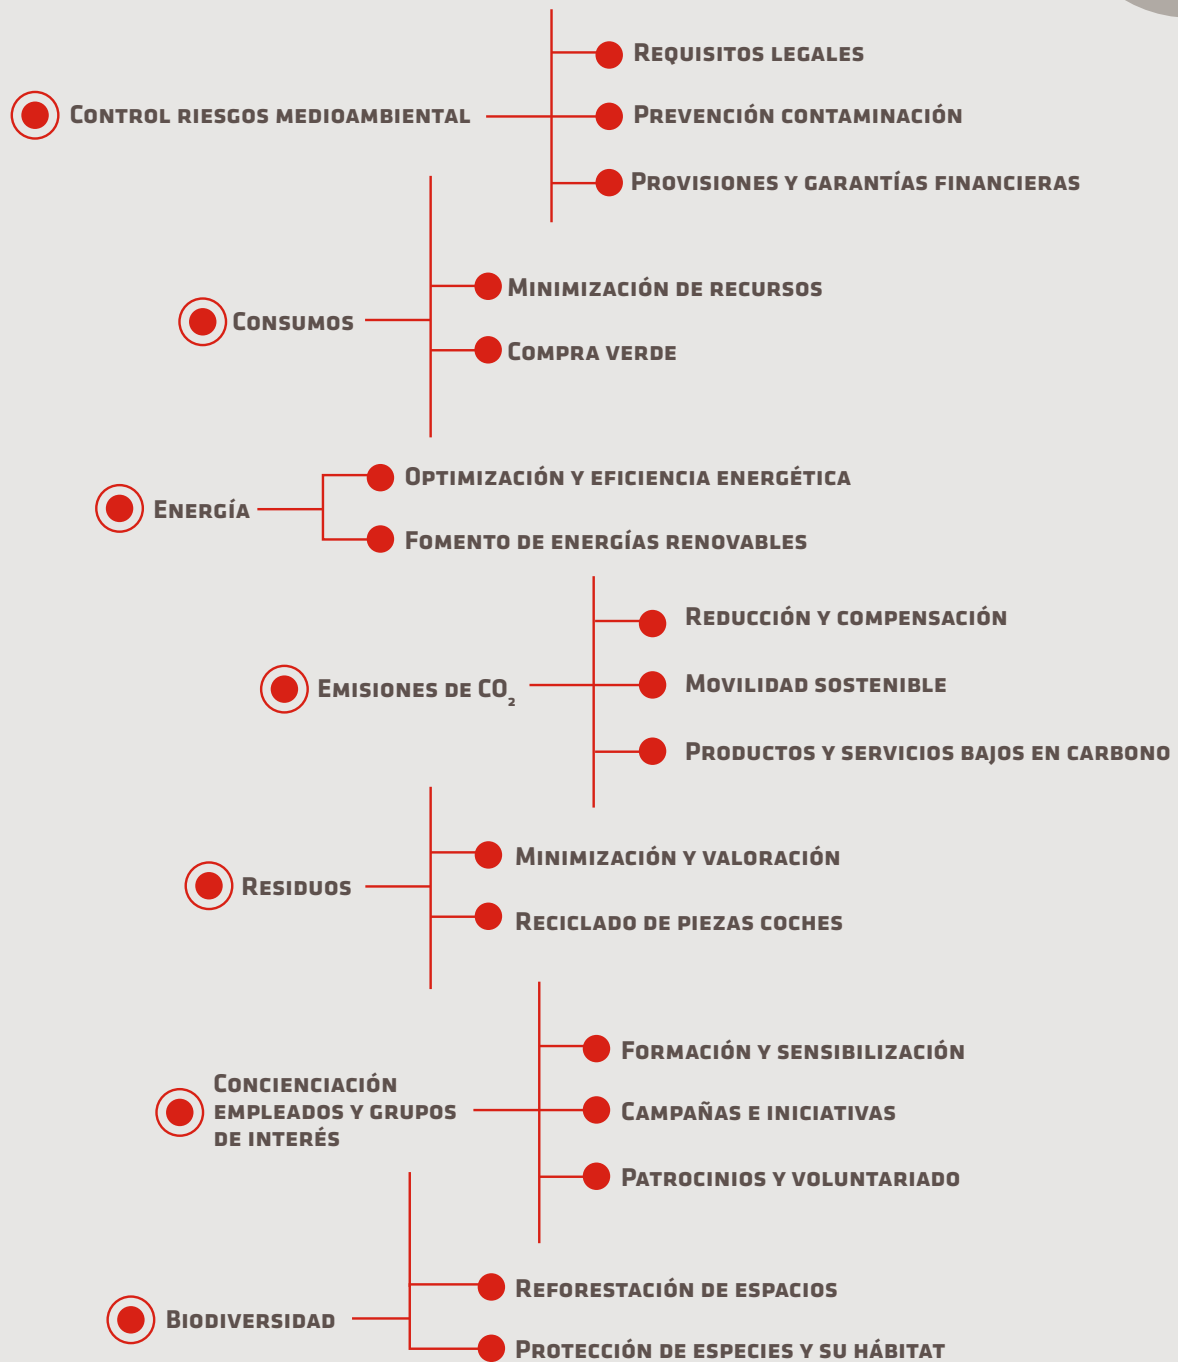 Control riesgos medioambiental
Requisitos legales
Prevención contaminación
Provisiones y garantías financieras
Consumos
Minimización de recursos
Compra verde
Energía
Optimización y eficiencia energética
Fomento de energías renovables
Emisiones de CO₂
Reducción y compensación
Movilidad sostenible
Productos y servicios bajos en carbono
Residuos
Minimización y valoración
Reciclado de piezas coches
Concienciación
empleados y grupos
de interés
Formación y sensibilización
Campañas e iniciativas
Patrocinios y voluntariado
Biodiversidad
Reforestación de espacios
Protección de especies y su hábitat